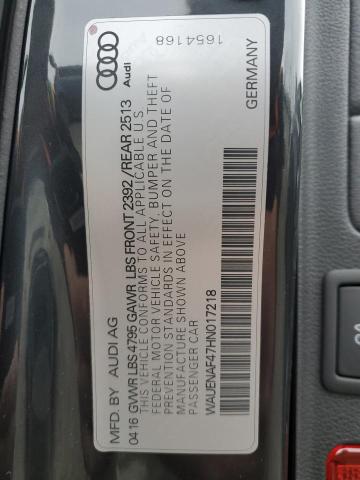 Audi
1654168
MFD. BY AUDI AG
04 16 GVWR LBS 4795 GAWR LBS FRONT 2392 / REAR 2513
THIS VEHICLE CONFORMS TO ALL APPLICABLE U.S.
FEDERAL MOTOR VEHICLE SAFETY, BUMPER AND THEFT
PREVENTION STANDARDS IN EFFECT ON THE DATE OF
MANUFACTURE SHOWN ABOVE
PASSENGER CAR
WAUENAF47HN017218
GERMANY